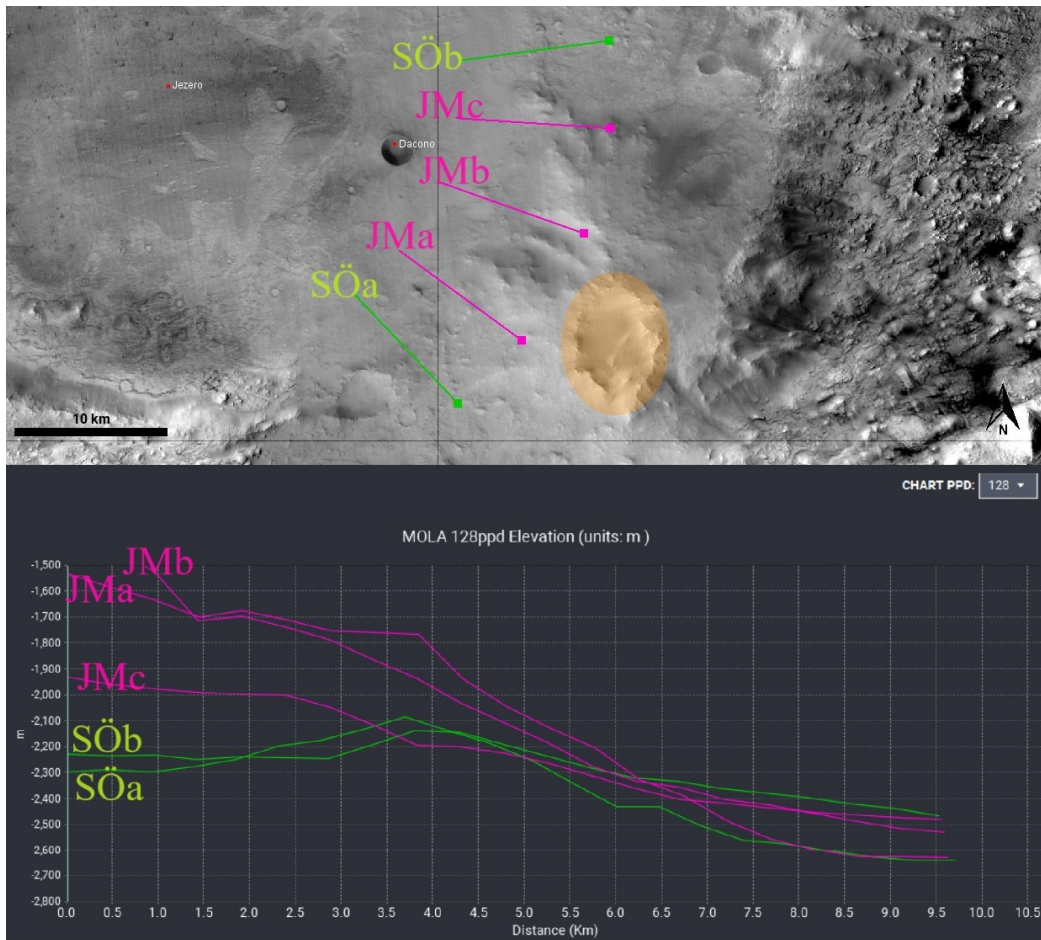 SÖb
Jezero
JMc
Dacono
JMb
JMa
SÖa
10 km
N
CHART PPD: 128
MOLA 128ppd Elevation (units: m )
JMb
-1,500
JMa
-1,600
-1,700
-1,800
-1,900
JMc
-2,000
-2,100
SÖb
-2,200
m
-2,300
SÖa
-2,400
-2,500
-2,600
-2,700
-2,800
0.0 0.5 1.0 1.5 2.0 2.5 3.0 3.5 4.0 4.5 5.0 5.5 6.0 6.5 7.0 7.5 8.0 8.5 9.0 9.5 10.0 10.5
Distance (Km)